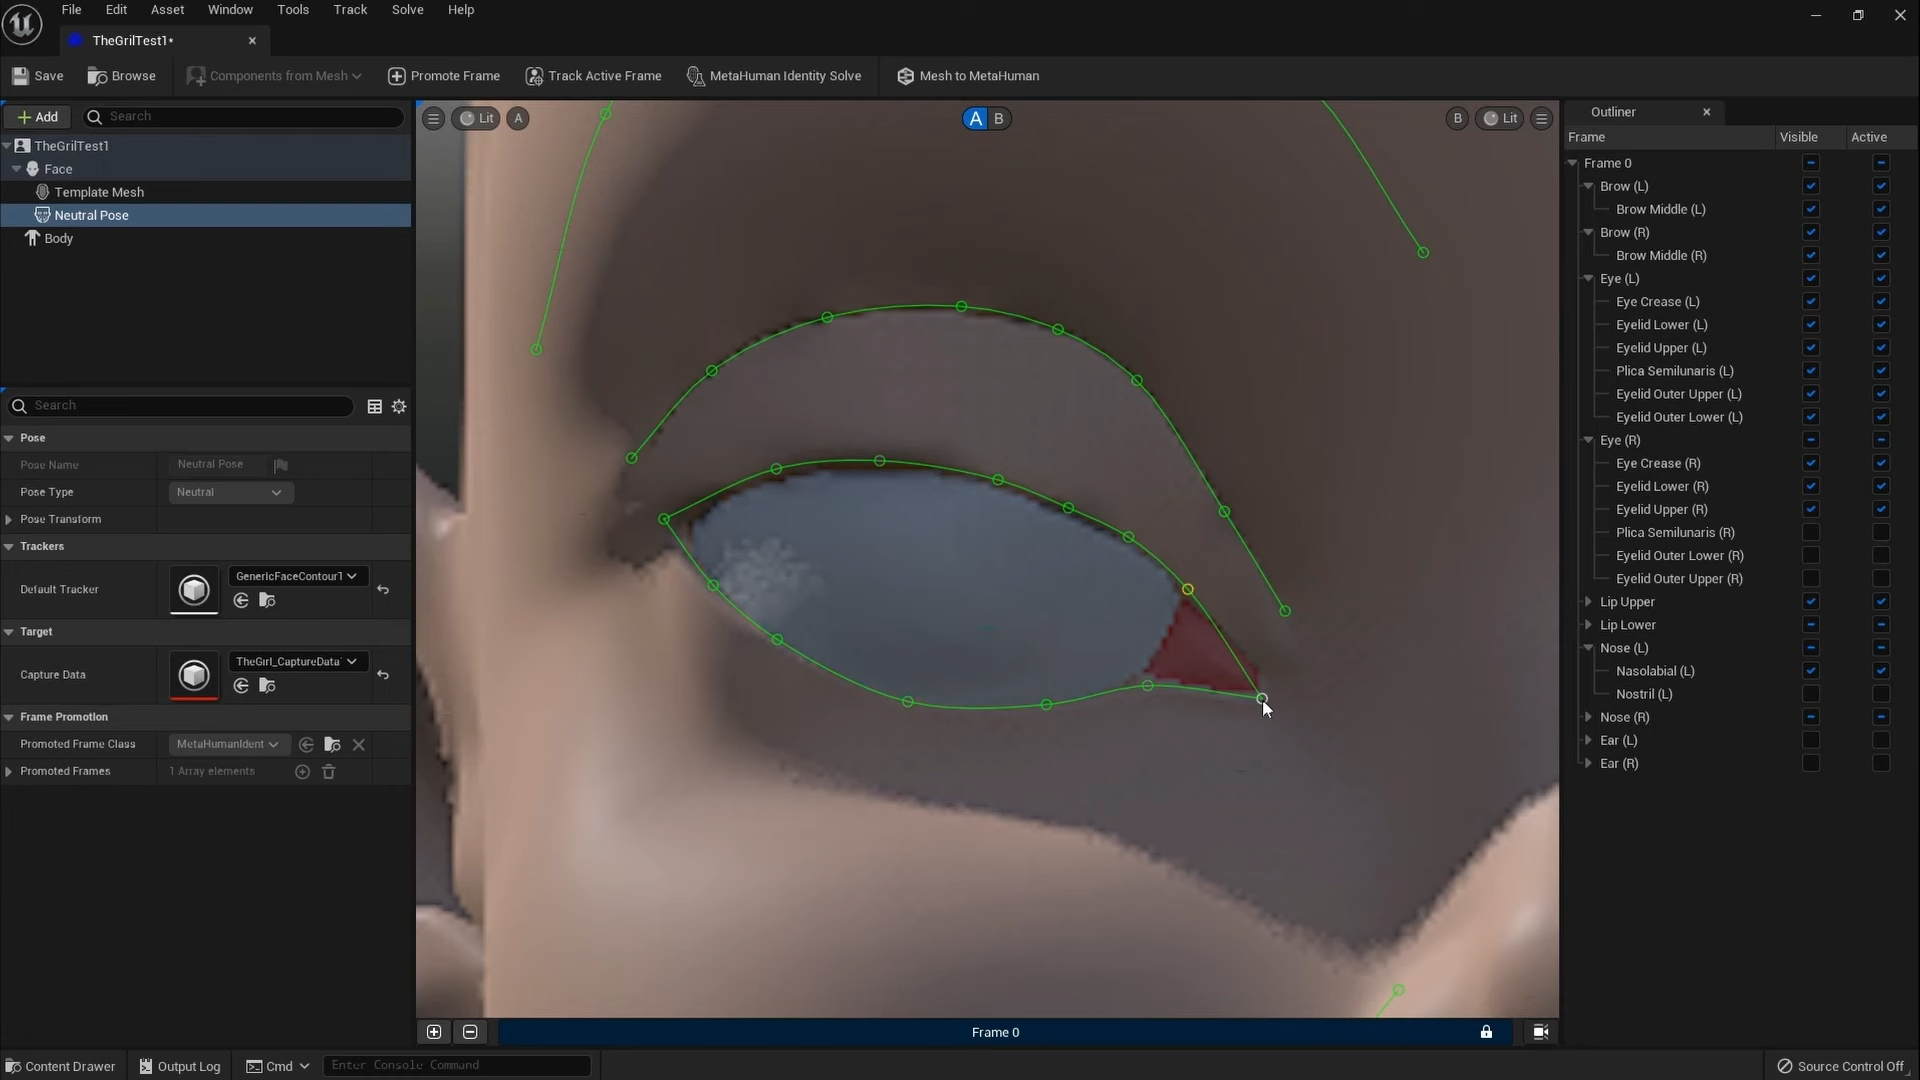 File Edit Asset Window Tools Track Solve Help
TheGrilTest1*
Save Browse Components from Mesh Promote Frame Track Active Frame MetaHuman Identity Solve Mesh to MetaHuman
Add Search
TheGrilTest1
Face
Template Mesh
Neutral Pose
Body
Search
Pose
Pose Name Neutral Pose
Pose Type Neutral
Pose Transform
Trackers
Default Tracker GenericFaceContourT
Target
Capture Data TheGirl_CaptureData
Frame Promotion
Promoted Frame Class MetaHumanIdent
Promoted Frames 1 Array elements
Lit A A B B Lit
Frame 0
Outliner
Frame Visible Active
Frame 0
Brow (L)
Brow Middle (L)
Brow (R)
Brow Middle (R)
Eye (L)
Eye Crease (L)
Eyelid Lower (L)
Eyelid Upper (L)
Plica Semilunaris (L)
Eyelid Outer Upper (L)
Eyelid Outer Lower (L)
Eye (R)
Eye Crease (R)
Eyelid Lower (R)
Eyelid Upper (R)
Plica Semilunaris (R)
Eyelid Outer Lower (R)
Eyelid Outer Upper (R)
Lip Upper
Lip Lower
Nose (L)
Nasolabial (L)
Nostril (L)
Nose (R)
Ear (L)
Ear (R)
Content Drawer Output Log Cmd Enter Console Command Source Control Off